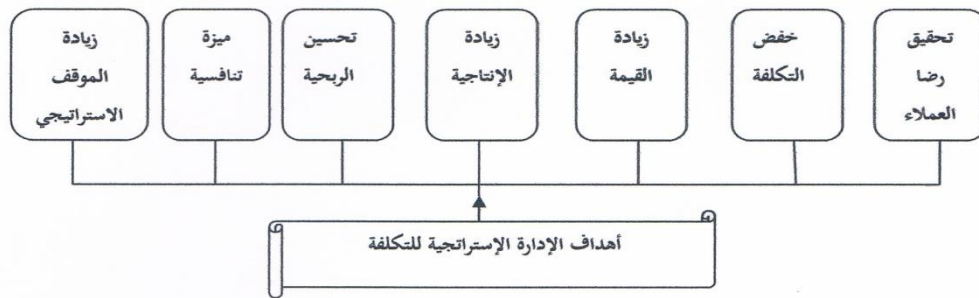 تحقيق
رضا
العملاء
خفض
التكلفة
زيادة
القيمة
زيادة
الإنتاجية
تحسين
الربحية
ميزة
تنافسية
زيادة
الموقف
الاستراتيجي
أهداف الإدارة الإستراتجية للتكلفة